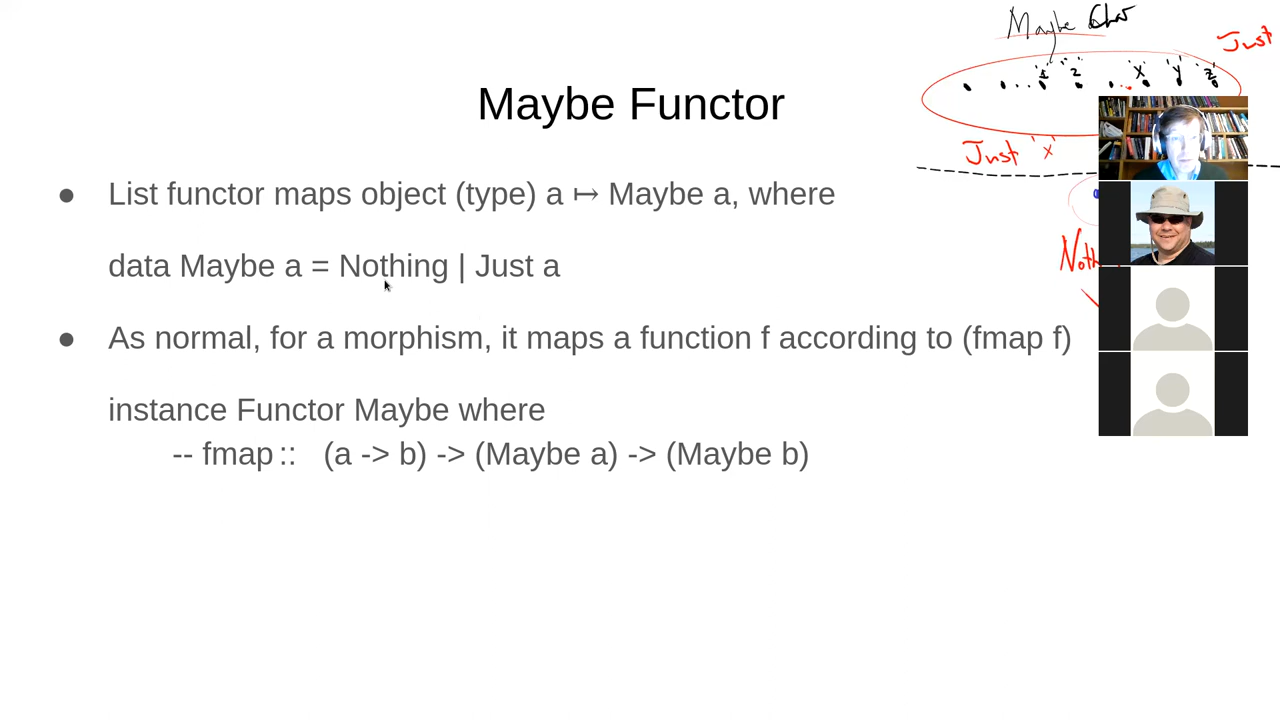 Maybe Char
Just
'X' 'Y' 'Z'
Maybe Functor
Just 'x'
● List functor maps object (type) a ↦ Maybe a, where
data Maybe a = Nothing | Just a
● As normal, for a morphism, it maps a function f according to (fmap f)
instance Functor Maybe where
-- fmap :: (a -> b) -> (Maybe a) -> (Maybe b)